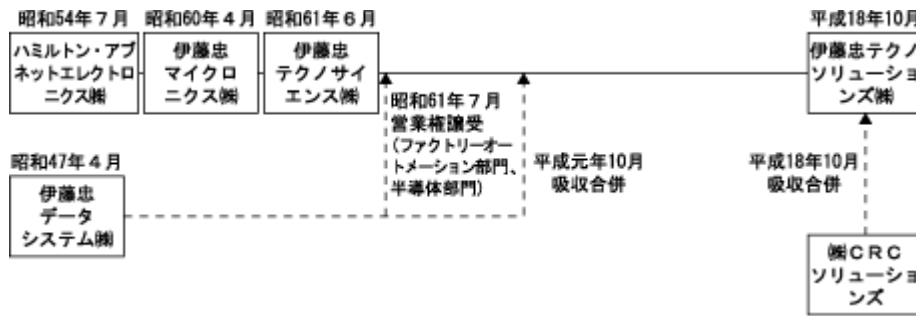 昭和54年７月
昭和60年４月
昭和61年６月
平成18年10月
ハミルトン・アブ
ネットエレクトロ
ニクス㈱
伊藤忠
マイクロ
ニクス㈱
伊藤忠
テクノサイ
エンス㈱
伊藤忠テクノ
ソリューショ
ンズ㈱
昭和61年７月
営業権譲受
(ファクトリーオー
トメーション部門、
半導体部門)
平成元年10月
吸収合併
平成18年10月
吸収合併
昭和47年４月
伊藤忠
データ
システム㈱
㈱ＣＲＣ
ソリューショ
ンズ